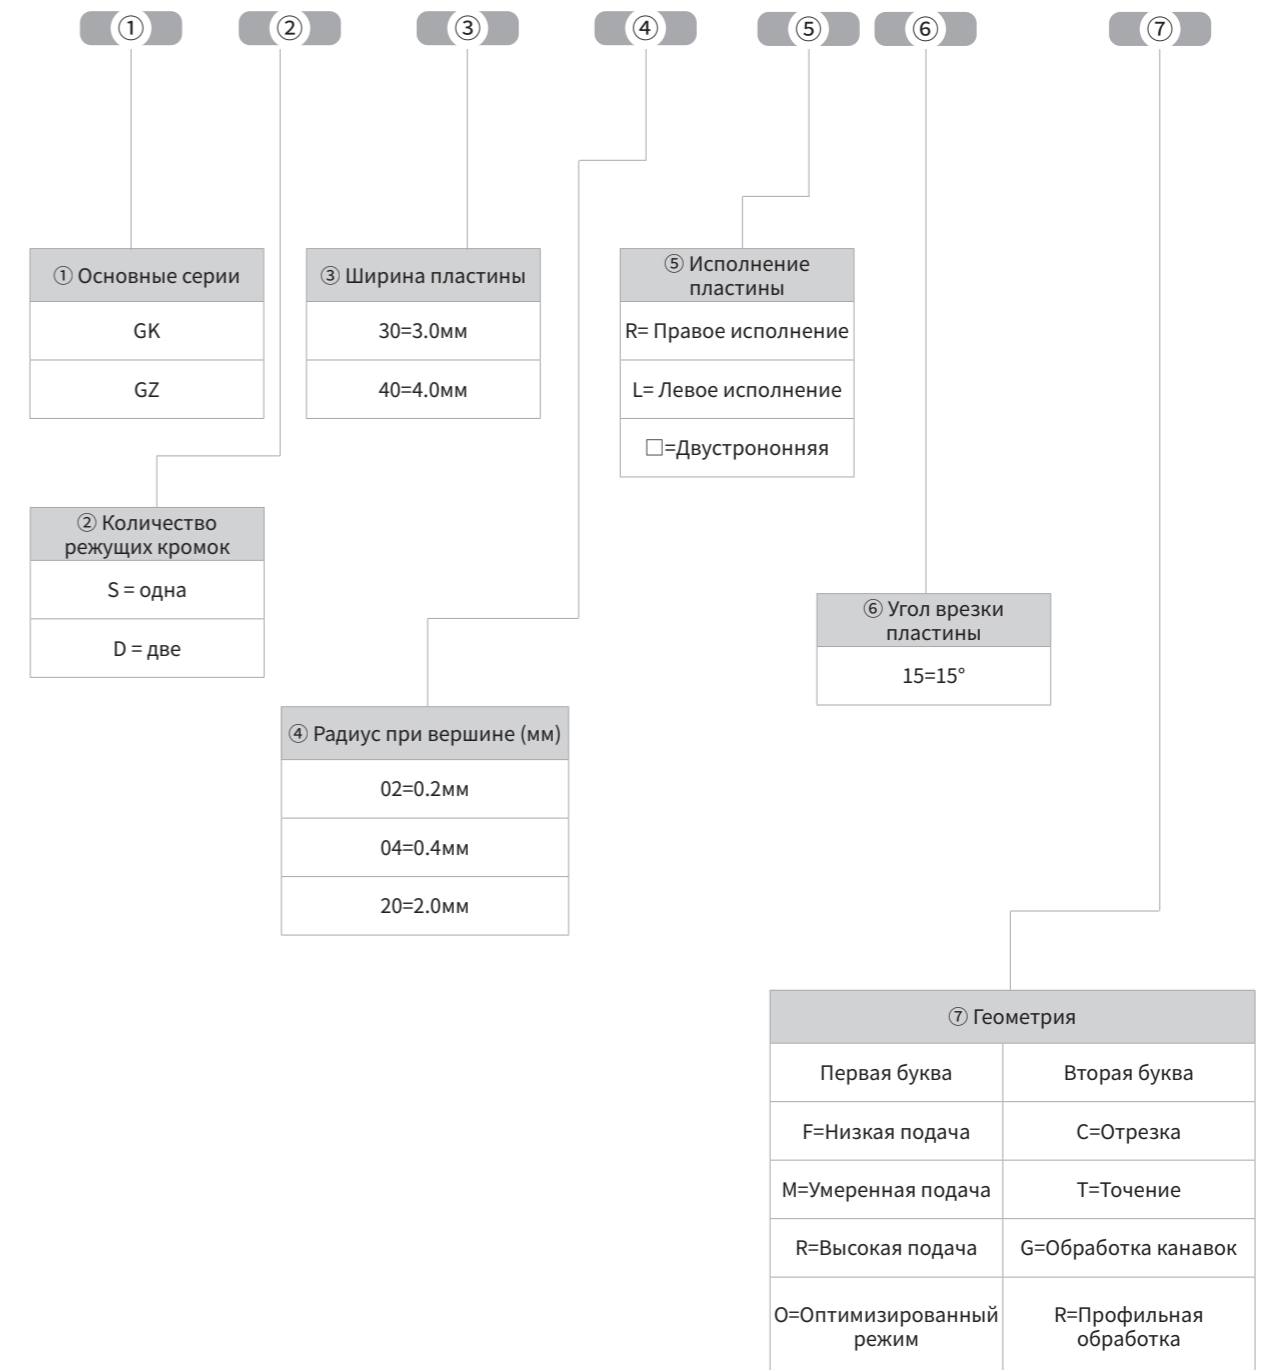 ① ② ③ ④ ⑤ ⑥ ⑦
① Основные серии
GK
GZ
③ Ширина пластины
30=3.0мм
40=4.0мм
⑤ Исполнение
пластины
R= Правое исполнение
L= Левое исполнение
□=Двустрононняя
② Количество
режущих кромок
S = одна
D = две
⑥ Угол врезки
пластины
15=15°
④ Радиус при вершине (мм)
02=0.2мм
04=0.4мм
20=2.0мм
⑦ Геометрия
Первая буква Вторая буква
F=Низкая подача C=Отрезка
M=Умеренная подача T=Точение
R=Высокая подача G=Обработка канавок
O=Оптимизированный
режим
R=Профильная
обработка